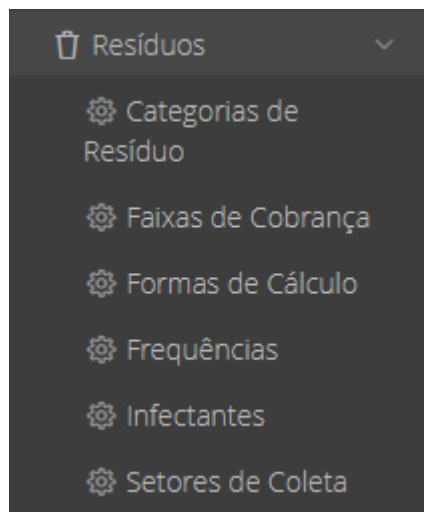 Resíduos
Categorias de
Resíduo
Faixas de Cobrança
Formas de Cálculo
Frequências
Infectantes
Setores de Coleta